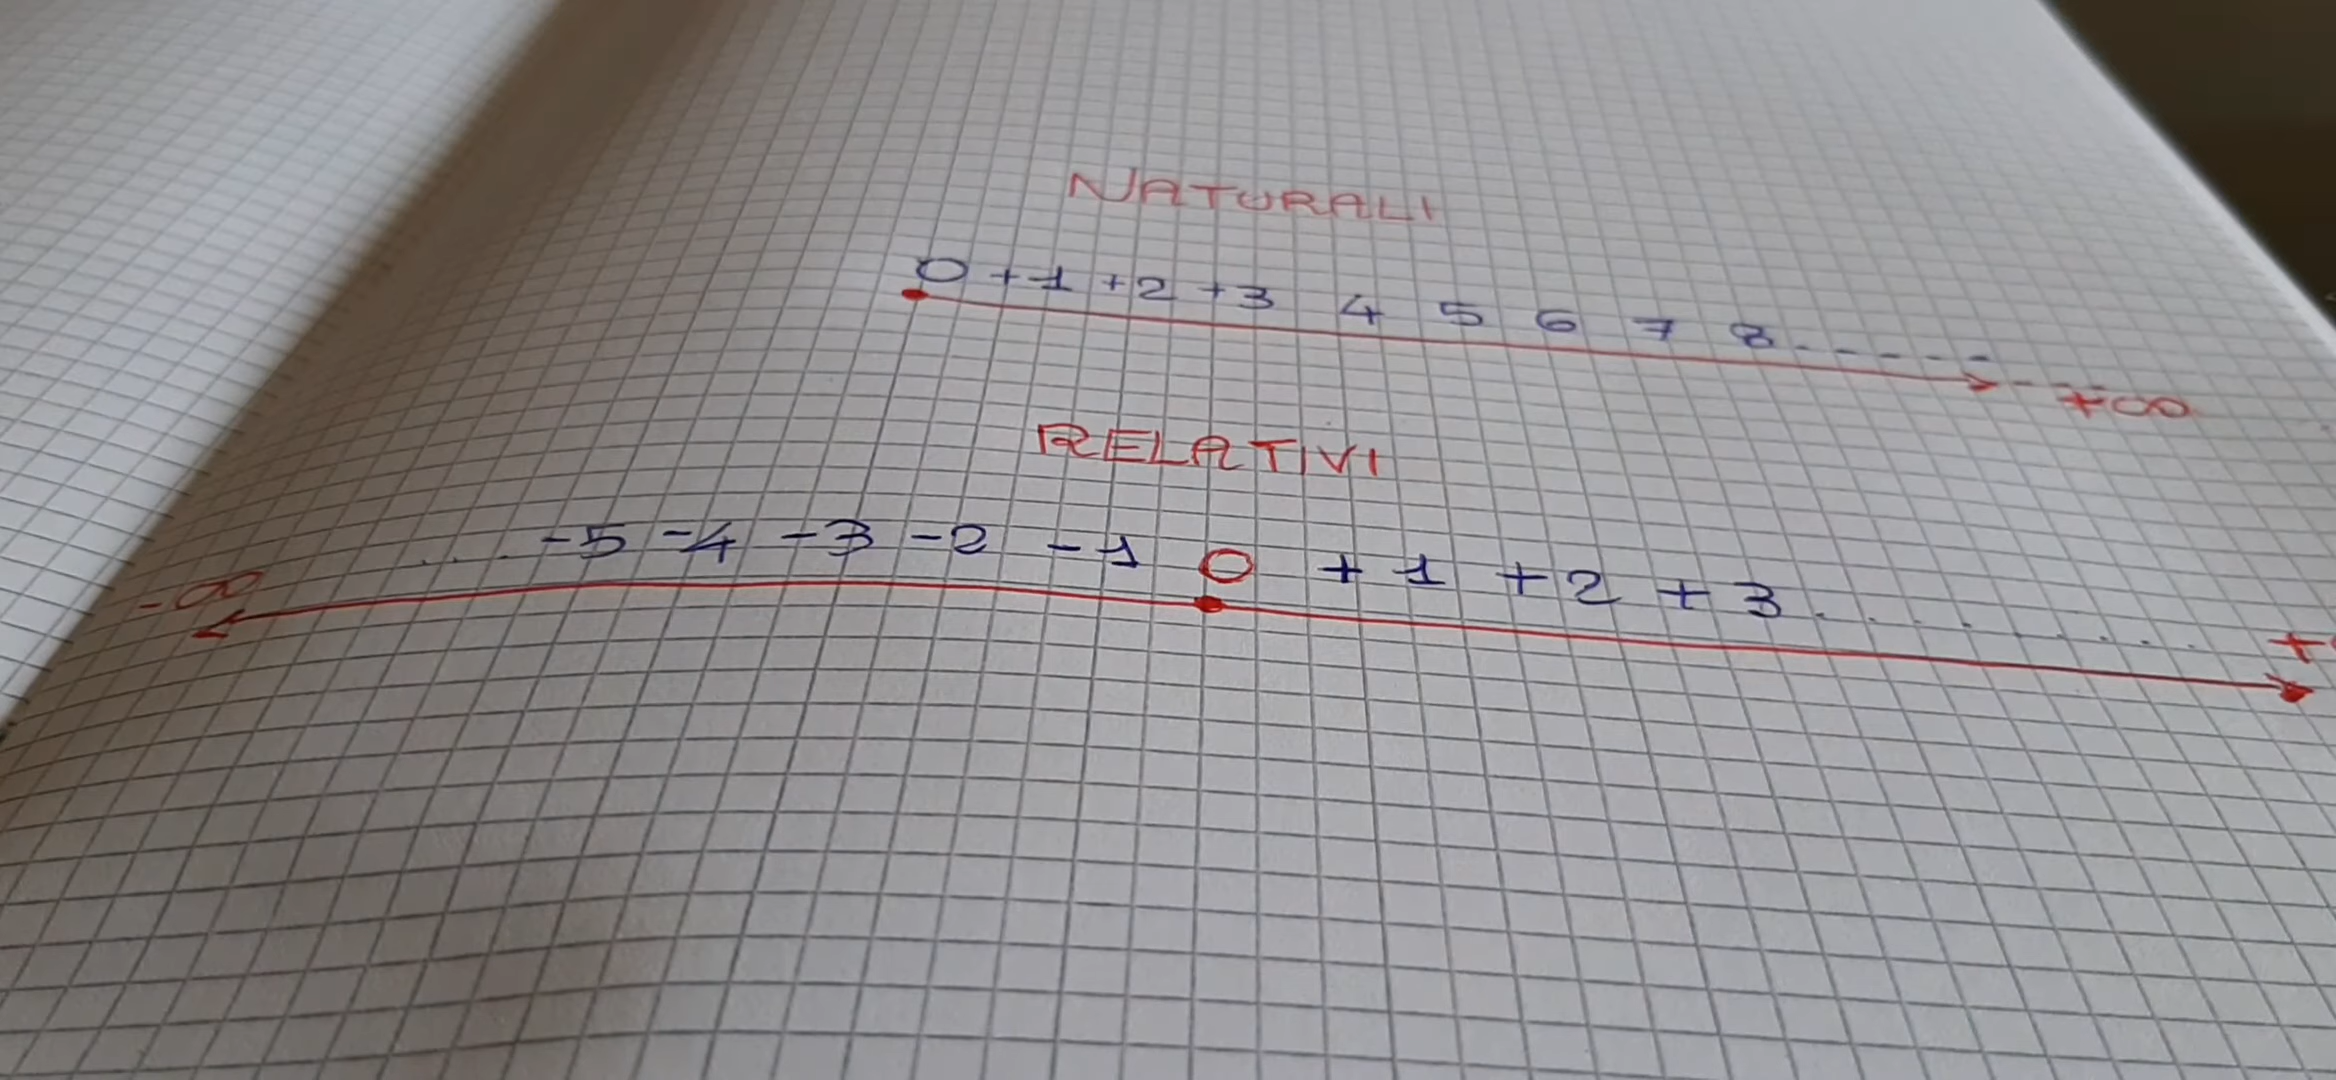 NATURALI
0 +1 +2 +3 4 5 6 7 8.-----
--+∞
RELATIVI
....-5 -4 -3 -2 -1 0 +1 +2 +3..........
-∞ +